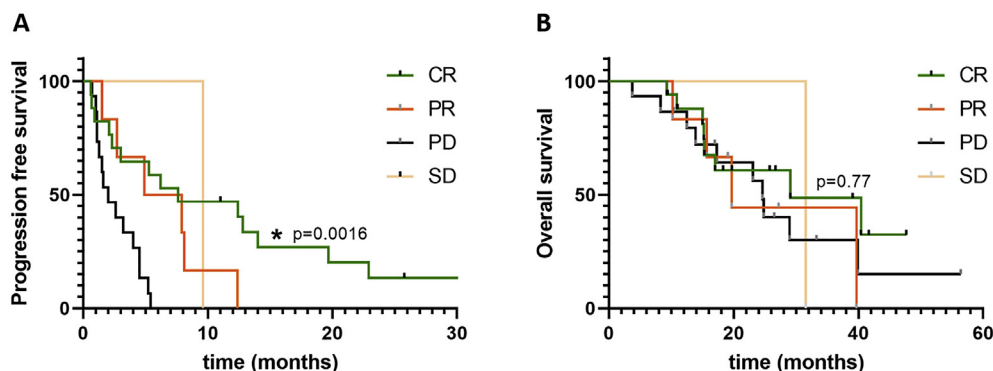 A
Progression free survival
100
50
0
0 10 20 30
time (months)
CR
PR
PD
SD
* p=0.0016
B
Overall survival
100
50
0
0 20 40 60
time (months)
CR
PR
PD
SD
p=0.77